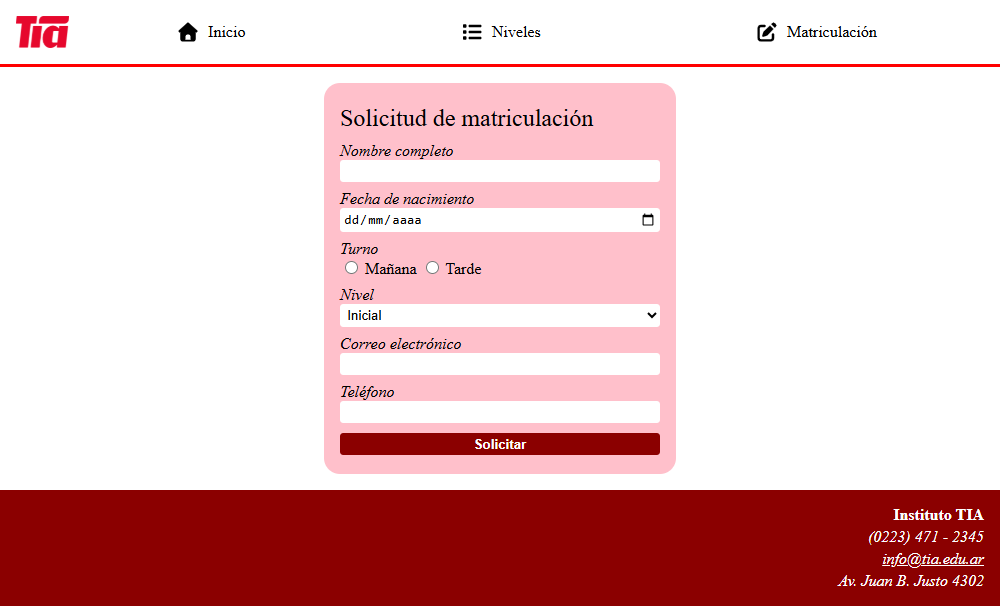 Tia
Inicio
Niveles
Matriculación
Solicitud de matriculación
Nombre completo
Fecha de nacimiento
dd/mm/aaaa
Turno
Mañana Tarde
Nivel
Inicial
Correo electrónico
Teléfono
Solicitar
Instituto TIA
(0223) 471 - 2345
info@tia.edu.ar
Av. Juan B. Justo 4302